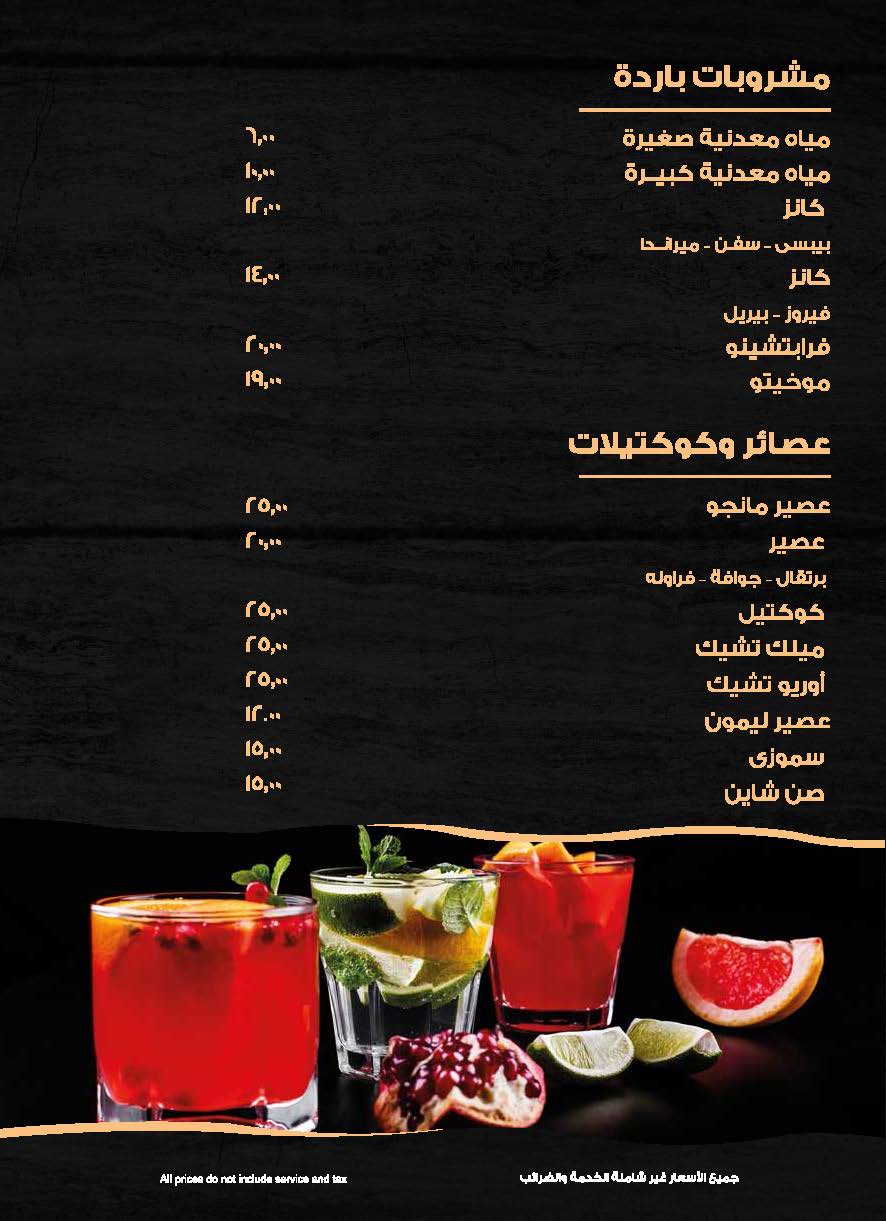 مشروبات باردة
مياه معدنية صغيرة ٦,٠٠
مياه معدنية كبيـرة ١٠,٠٠
كانز ١٢,٠٠
بيبسى - سفـن - ميرانـدا
كانز ١٤,٠٠
فيروز - بيريل
فرابتشينو ٢٠,٠٠
موخيتو ١٩,٠٠
عصائر وكوكتيلات
عصير مانجو ٢٥,٠٠
عصير ٢٠,٠٠
برتقال - جوافة - فراوله
كوكتيل ٢٥,٠٠
ميلك تشيك ٢٥,٠٠
أوريو تشيك ٢٥,٠٠
عصير ليمون ١٢.٠٠
سموزى ١٥,٠٠
صن شاين ١٥,٠٠
جميع الأسعار غير شاملة الخدمة والضرائب
All prices do not include service and tax